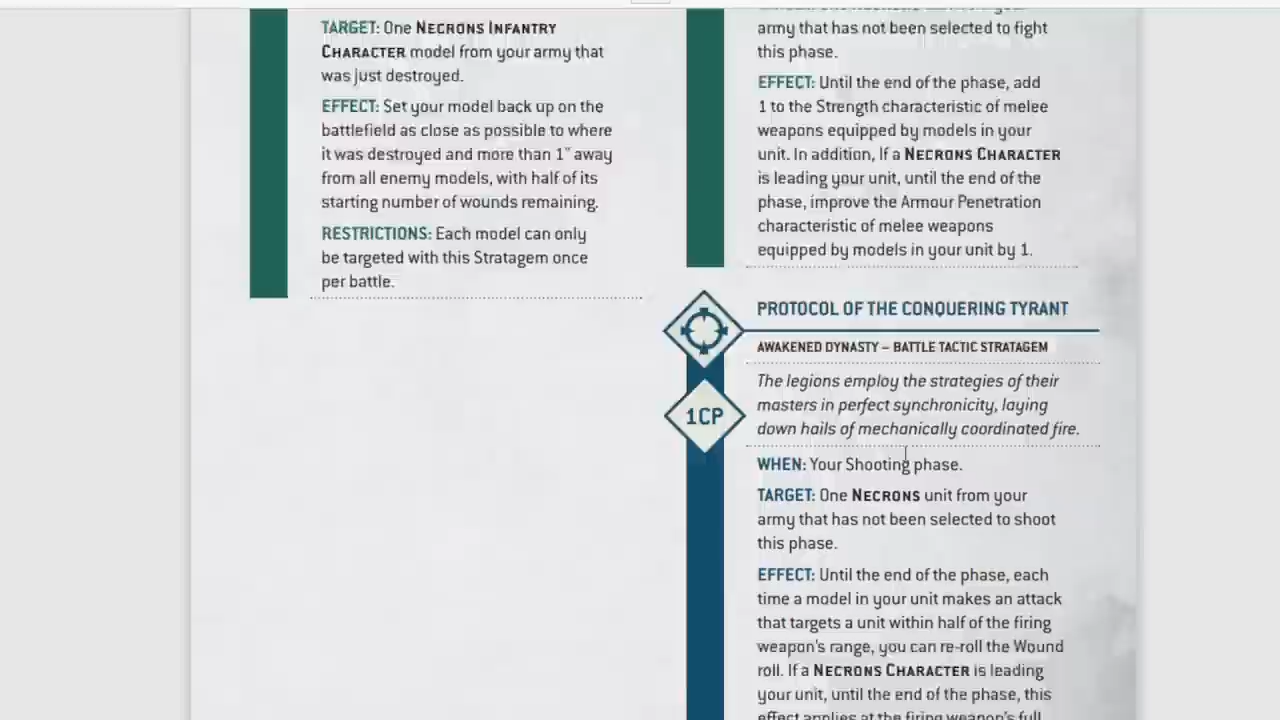 TARGET: One NECRONS INFANTRY
CHARACTER model from your army that
was just destroyed.
EFFECT: Set your model back up on the
battlefield as close as possible to where
it was destroyed and more than 1" away
from all enemy models, with half of its
starting number of wounds remaining.
RESTRICTIONS: Each model can only
be targeted with this Stratagem once
per battle.
army that has not been selected to fight
this phase.
EFFECT: Until the end of the phase, add
1 to the Strength characteristic of melee
weapons equipped by models in your
unit. In addition, If a NECRONS CHARACTER
is leading your unit, until the end of the
phase, improve the Armour Penetration
characteristic of melee weapons
equipped by models in your unit by 1.
PROTOCOL OF THE CONQUERING TYRANT
AWAKENED DYNASTY – BATTLE TACTIC STRATAGEM
1CP
The legions employ the strategies of their
masters in perfect synchronicity, laying
down hails of mechanically coordinated fire.
WHEN: Your Shooting phase.
TARGET: One NECRONS unit from your
army that has not been selected to shoot
this phase.
EFFECT: Until the end of the phase, each
time a model in your unit makes an attack
that targets a unit within half of the firing
weapon's range, you can re-roll the Wound
roll. If a NECRONS CHARACTER is leading
your unit, until the end of the phase, this
effect applies at the firing weapon's full